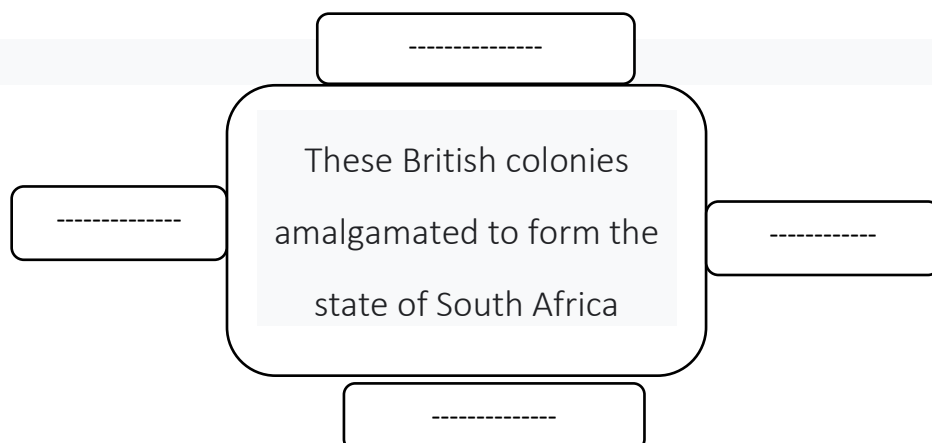 ---------------
These British colonies
amalgamated to form the
state of South Africa
--------------
------------
--------------